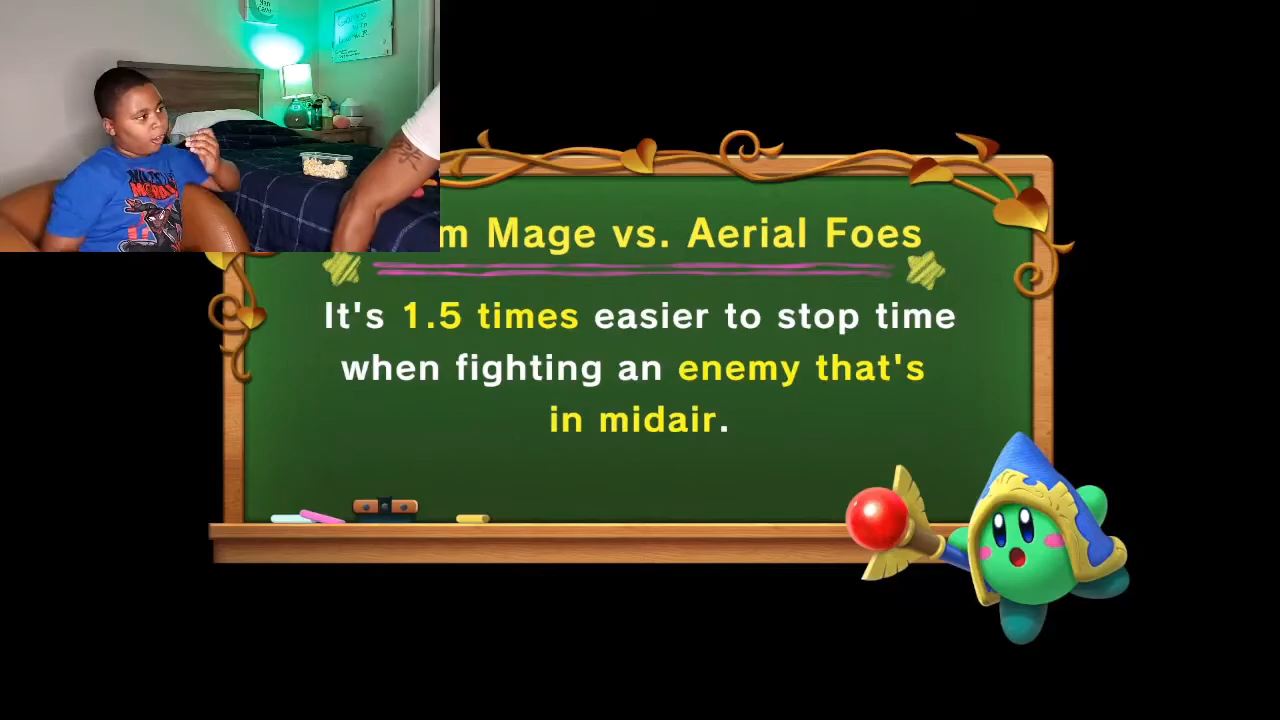 m Mage vs. Aerial Foes
It's 1.5 times easier to stop time
when fighting an enemy that's
in midair.